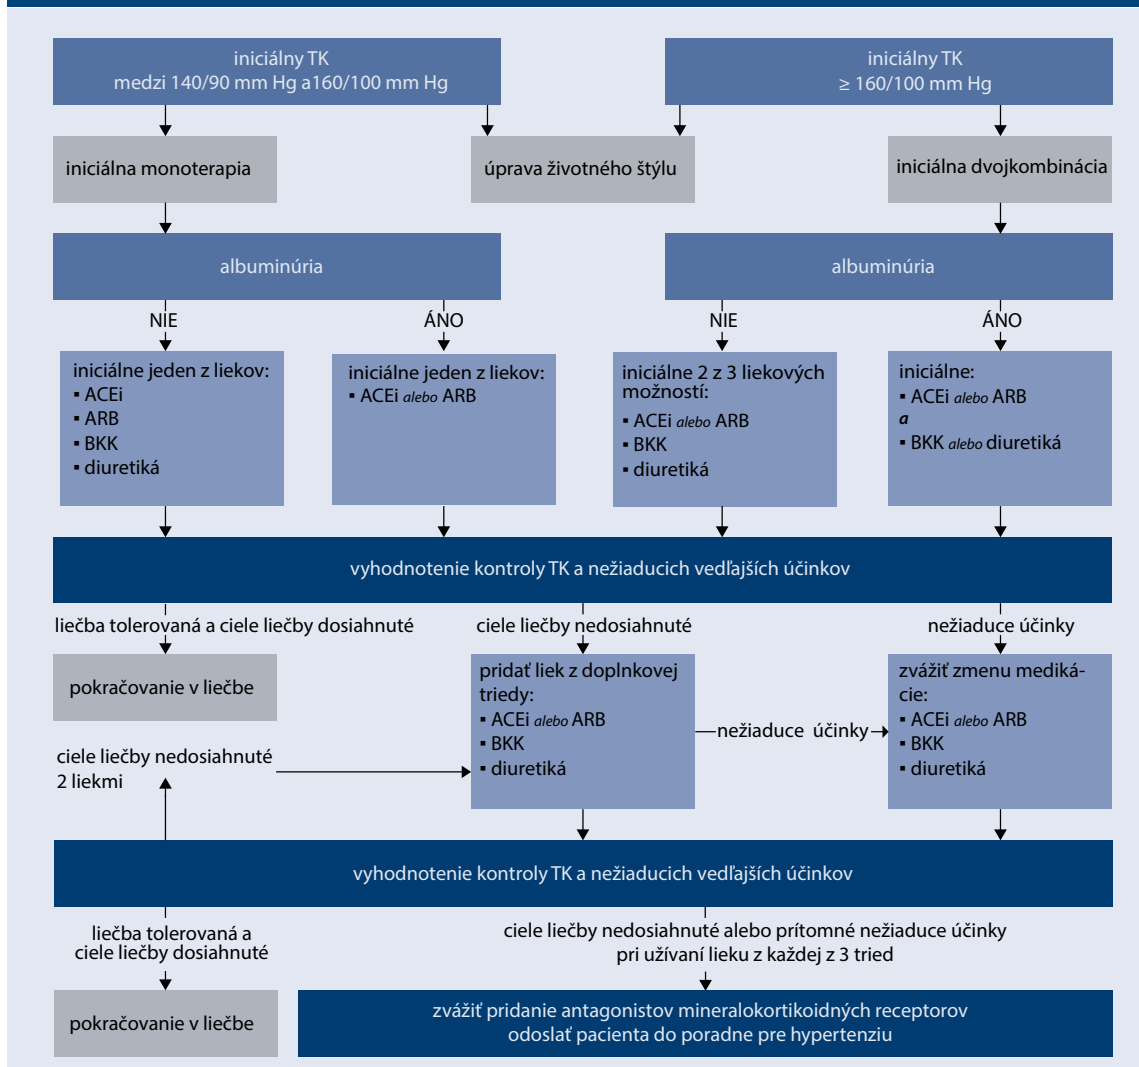 iniciálny TK
medzi 140/90 mm Hg a160/100 mm Hg
iniciálny TK
≥ 160/100 mm Hg
iniciálna monoterapia
úprava životného štýlu
iniciálna dvojkombinácia
albuminúria
albuminúria
NIE
ÁNO
NIE
ÁNO
iniciálne jeden z liekov:
▪ ACEi
▪ ARB
▪ BKK
▪ diuretiká
iniciálne jeden z liekov:
▪ ACEi alebo ARB
iniciálne 2 z 3 liekových
možností:
▪ ACEi alebo ARB
▪ BKK
▪ diuretiká
iniciálne:
▪ ACEi alebo ARB
a
▪ BKK alebo diuretiká
vyhodnotenie kontroly TK a nežiaducich vedľajších účinkov
liečba tolerovaná a ciele liečby dosiahnuté
ciele liečby nedosiahnuté
nežiaduce účinky
pokračovanie v liečbe
pridať liek z doplnkovej
triedy:
▪ ACEi alebo ARB
▪ BKK
▪ diuretiká
nežiaduce účinky
zvážiť zmenu mediká-
cie:
▪ ACEi alebo ARB
▪ BKK
▪ diuretiká
ciele liečby nedosiahnuté
2 liekmi
vyhodnotenie kontroly TK a nežiaducich vedľajších účinkov
liečba tolerovaná a
ciele liečby dosiahnuté
ciele liečby nedosiahnuté alebo prítomné nežiaduce účinky
pri užívaní lieku z každej z 3 tried
pokračovanie v liečbe
zvážiť pridanie antagonistov mineralokortikoidných receptorov
odoslať pacienta do poradne pre hypertenziu